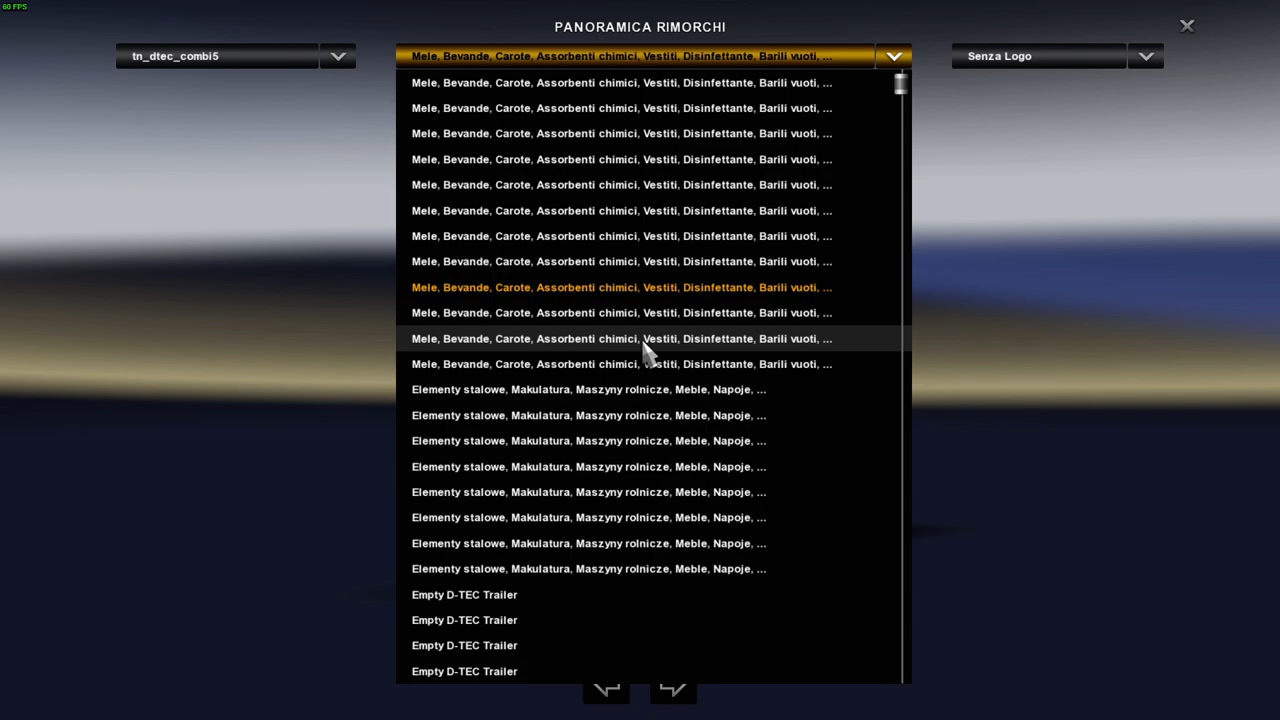 60 FPS
PANORAMICA RIMORCHI
tn_dtec_combi5
Mele, Bevande, Carote, Assorbenti chimici, Vestiti, Disinfettante, Barili vuoti, ...
Senza Logo
Mele, Bevande, Carote, Assorbenti chimici, Vestiti, Disinfettante, Barili vuoti, ...
Mele, Bevande, Carote, Assorbenti chimici, Vestiti, Disinfettante, Barili vuoti, ...
Mele, Bevande, Carote, Assorbenti chimici, Vestiti, Disinfettante, Barili vuoti, ...
Mele, Bevande, Carote, Assorbenti chimici, Vestiti, Disinfettante, Barili vuoti, ...
Mele, Bevande, Carote, Assorbenti chimici, Vestiti, Disinfettante, Barili vuoti, ...
Mele, Bevande, Carote, Assorbenti chimici, Vestiti, Disinfettante, Barili vuoti, ...
Mele, Bevande, Carote, Assorbenti chimici, Vestiti, Disinfettante, Barili vuoti, ...
Mele, Bevande, Carote, Assorbenti chimici, Vestiti, Disinfettante, Barili vuoti, ...
Mele, Bevande, Carote, Assorbenti chimici, Vestiti, Disinfettante, Barili vuoti, ...
Mele, Bevande, Carote, Assorbenti chimici, Vestiti, Disinfettante, Barili vuoti, ...
Mele, Bevande, Carote, Assorbenti chimici, Vestiti, Disinfettante, Barili vuoti, ...
Mele, Bevande, Carote, Assorbenti chimici, Vestiti, Disinfettante, Barili vuoti, ...
Elementy stalowe, Makulatura, Maszyny rolnicze, Meble, Napoje, ...
Elementy stalowe, Makulatura, Maszyny rolnicze, Meble, Napoje, ...
Elementy stalowe, Makulatura, Maszyny rolnicze, Meble, Napoje, ...
Elementy stalowe, Makulatura, Maszyny rolnicze, Meble, Napoje, ...
Elementy stalowe, Makulatura, Maszyny rolnicze, Meble, Napoje, ...
Elementy stalowe, Makulatura, Maszyny rolnicze, Meble, Napoje, ...
Elementy stalowe, Makulatura, Maszyny rolnicze, Meble, Napoje, ...
Elementy stalowe, Makulatura, Maszyny rolnicze, Meble, Napoje, ...
Empty D-TEC Trailer
Empty D-TEC Trailer
Empty D-TEC Trailer
Empty D-TEC Trailer